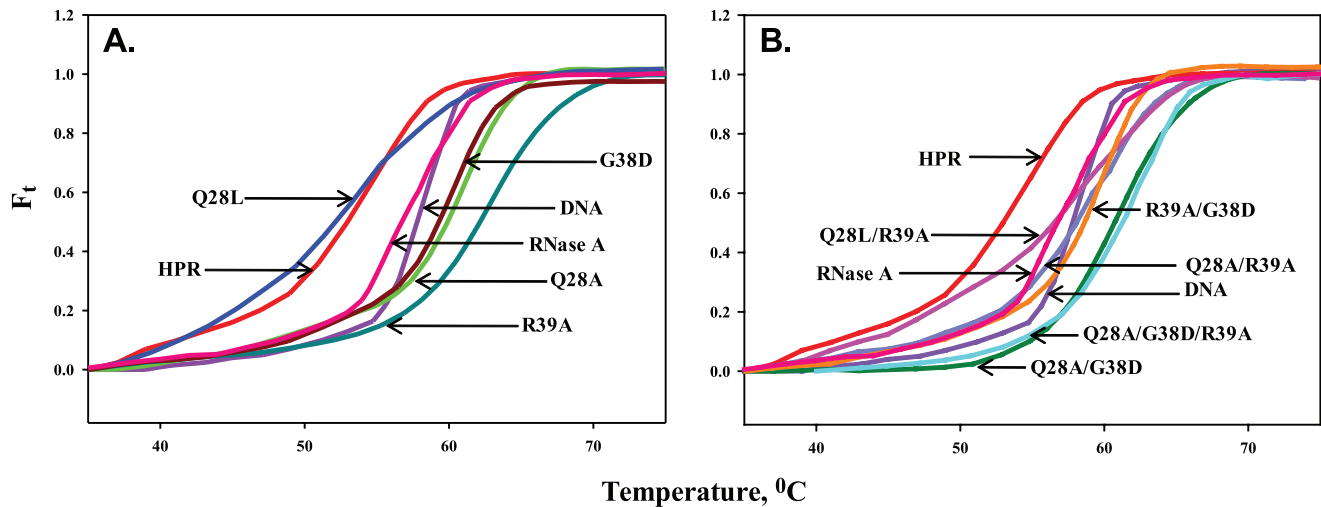 A.
B.
F_t
1.2
1.0
0.8
0.6
0.4
0.2
0.0
40
50
60
70
Q28L
HPR
G38D
DNA
RNase A
Q28A
R39A
1.2
1.0
0.8
0.6
0.4
0.2
0.0
40
50
60
70
HPR
Q28L/R39A
RNase A
R39A/G38D
Q28A/R39A
DNA
Q28A/G38D/R39A
Q28A/G38D
Temperature, ⁰C